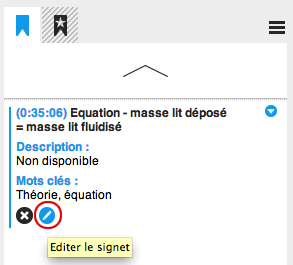 (0:35:06) Equation - masse lit déposé
= masse lit fluidisé
Description :
Non disponible
Mots clés :
Théorie, équation
Editer le signet